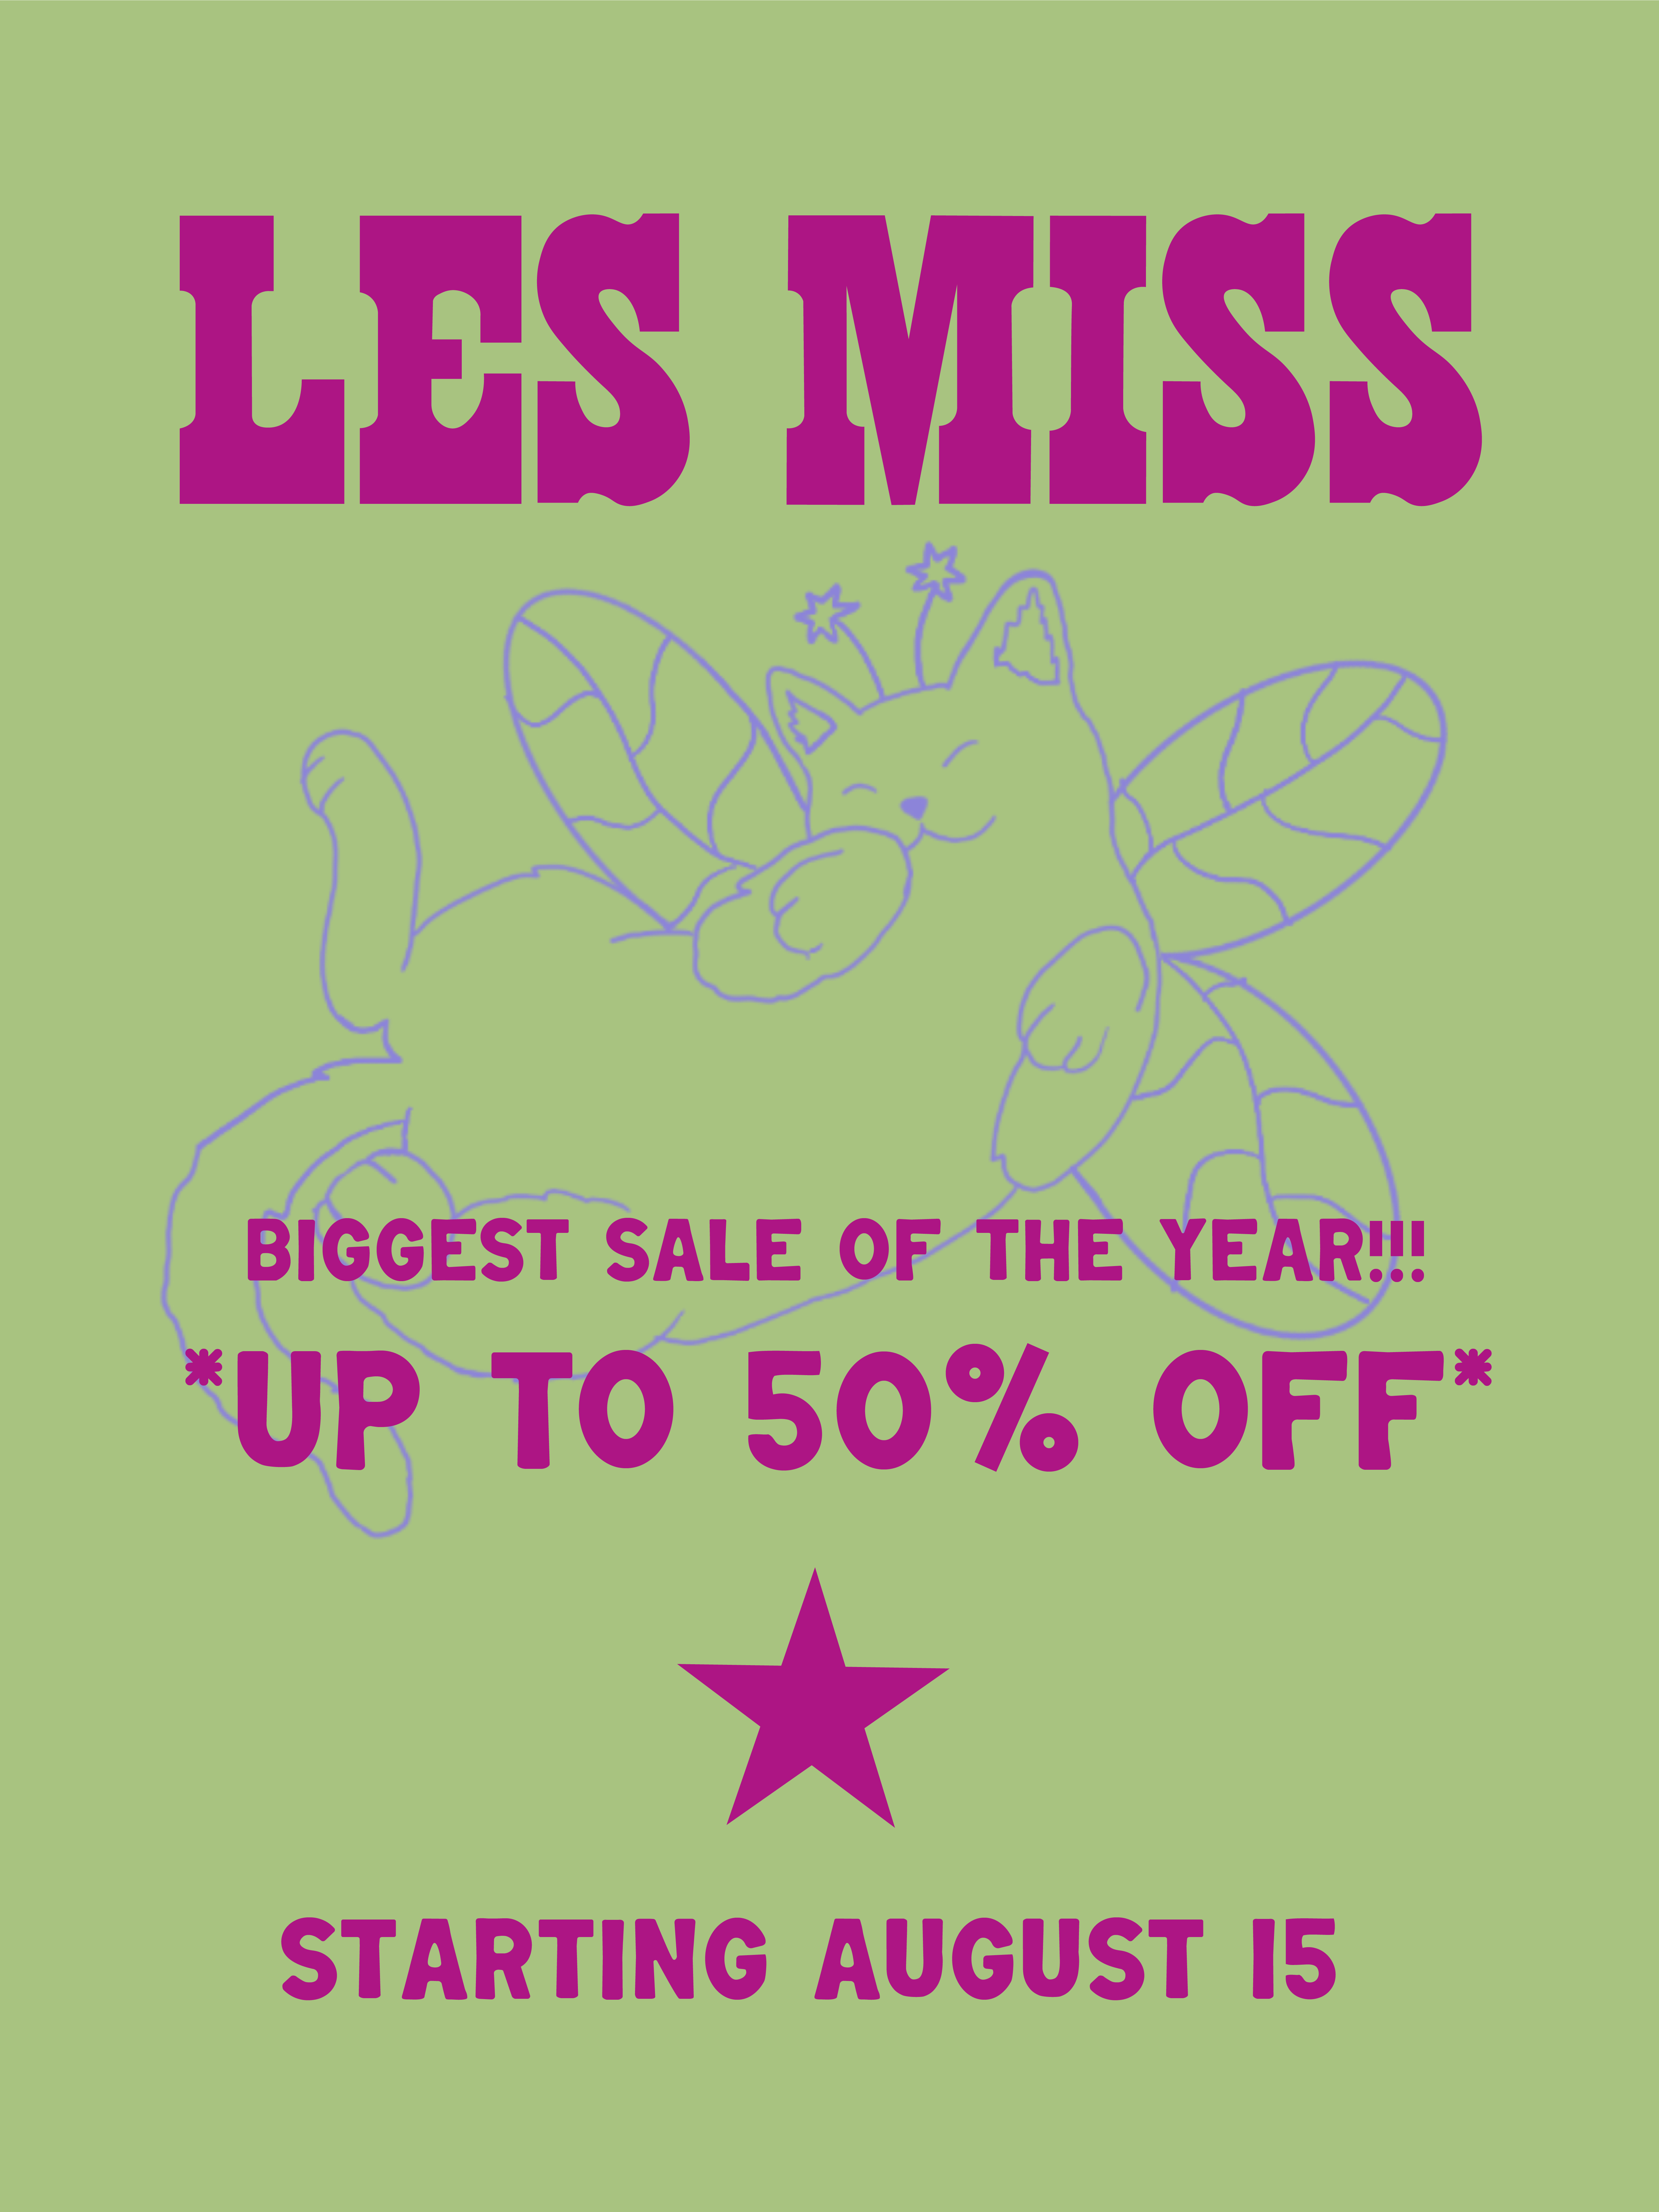 LES MISS
BIGGEST SALE OF THE YEAR!!!
*UP TO 50% OFF*
STARTING AUGUST 15